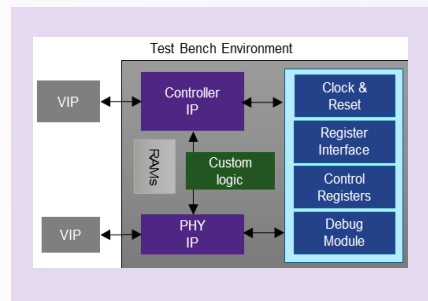 Test Bench Environment
VIP
Controller
IP
Clock &
Reset
Register
Interface
RAMs
Custom
logic
Control
Registers
VIP
PHY
IP
Debug
Module